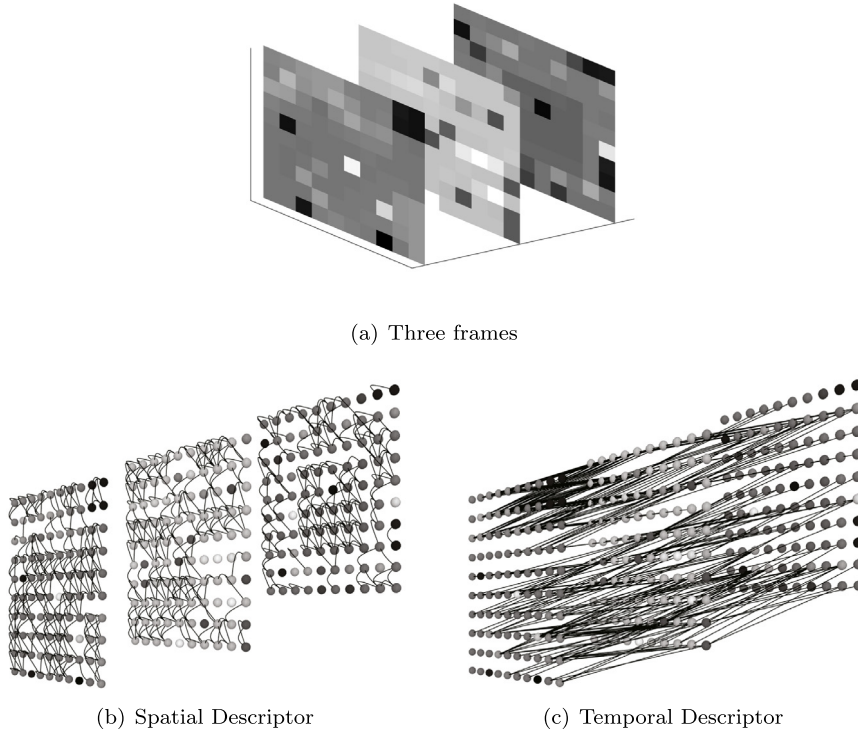 (a) Three frames
(b) Spatial Descriptor
(c) Temporal Descriptor